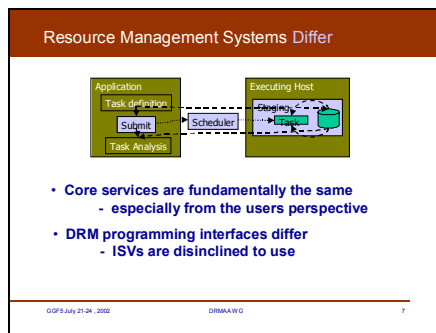 Resource Management Systems Differ
Application
Executing Host
Task definition
Staging
Submit
Scheduler
Task
Task Analysis
• Core services are fundamentally the same
- especially from the users perspective
• DRM programming interfaces differ
- ISVs are disinclined to use
GGF5 July 21-24 , 2002
DRMAA WG
7